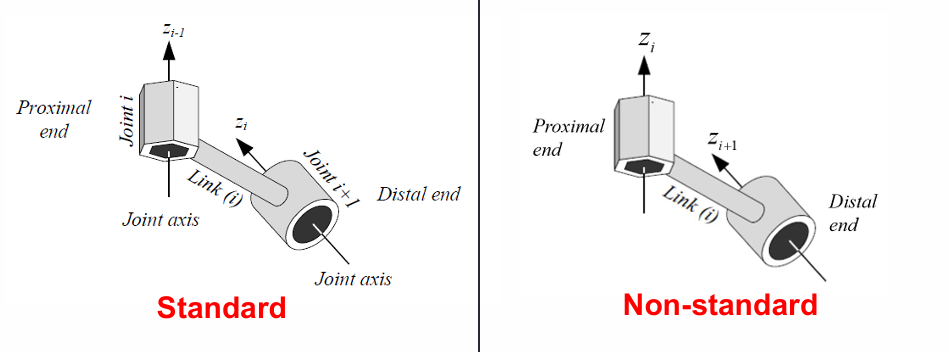 z_{i-1}
Proximal
end
Joint i
z_i
Joint i+1
Link (i)
Distal end
Joint axis
Joint axis
Standard
z_i
Proximal
end
z_{i+1}
Link (i)
Distal
end
Non-standard